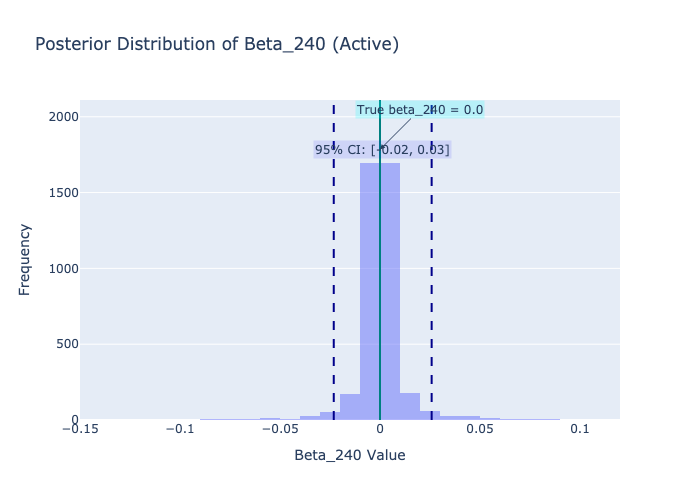 Posterior Distribution of Beta_240 (Active)
True beta_240 = 0.0
95% CI: [-0.02, 0.03]
2000
1500
1000
500
0
Frequency
−0.15
−0.1
−0.05
0
0.05
0.1
Beta_240 Value